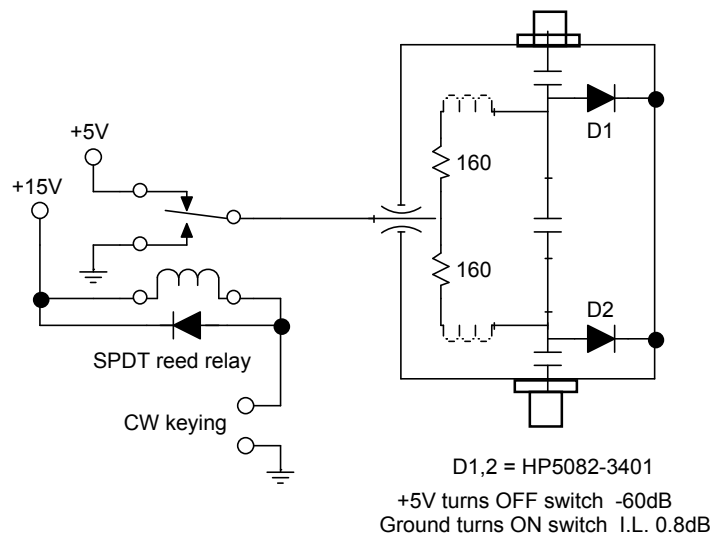 +5V
+15V
D1
160
160
D2
SPDT reed relay
CW keying
D1,2 = HP5082-3401
+5V turns OFF switch -60dB
Ground turns ON switch I.L. 0.8dB